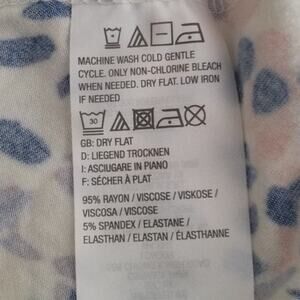 MACHINE WASH COLD GENTLE
CYCLE. ONLY NON-CHLORINE BLEACH
WHEN NEEDED. DRY FLAT. LOW IRON
IF NEEDED
30
GB: DRY FLAT
D: LIEGEND TROCKNEN
I: ASCIUGARE IN PIANO
F: SÉCHER À PLAT
95% RAYON / VISCOSE / VISKOSE /
VISCOSA / VISCOSE
5% SPANDEX / ELASTANE /
ELASTHAN / ELASTAN / ÉLASTHANNE